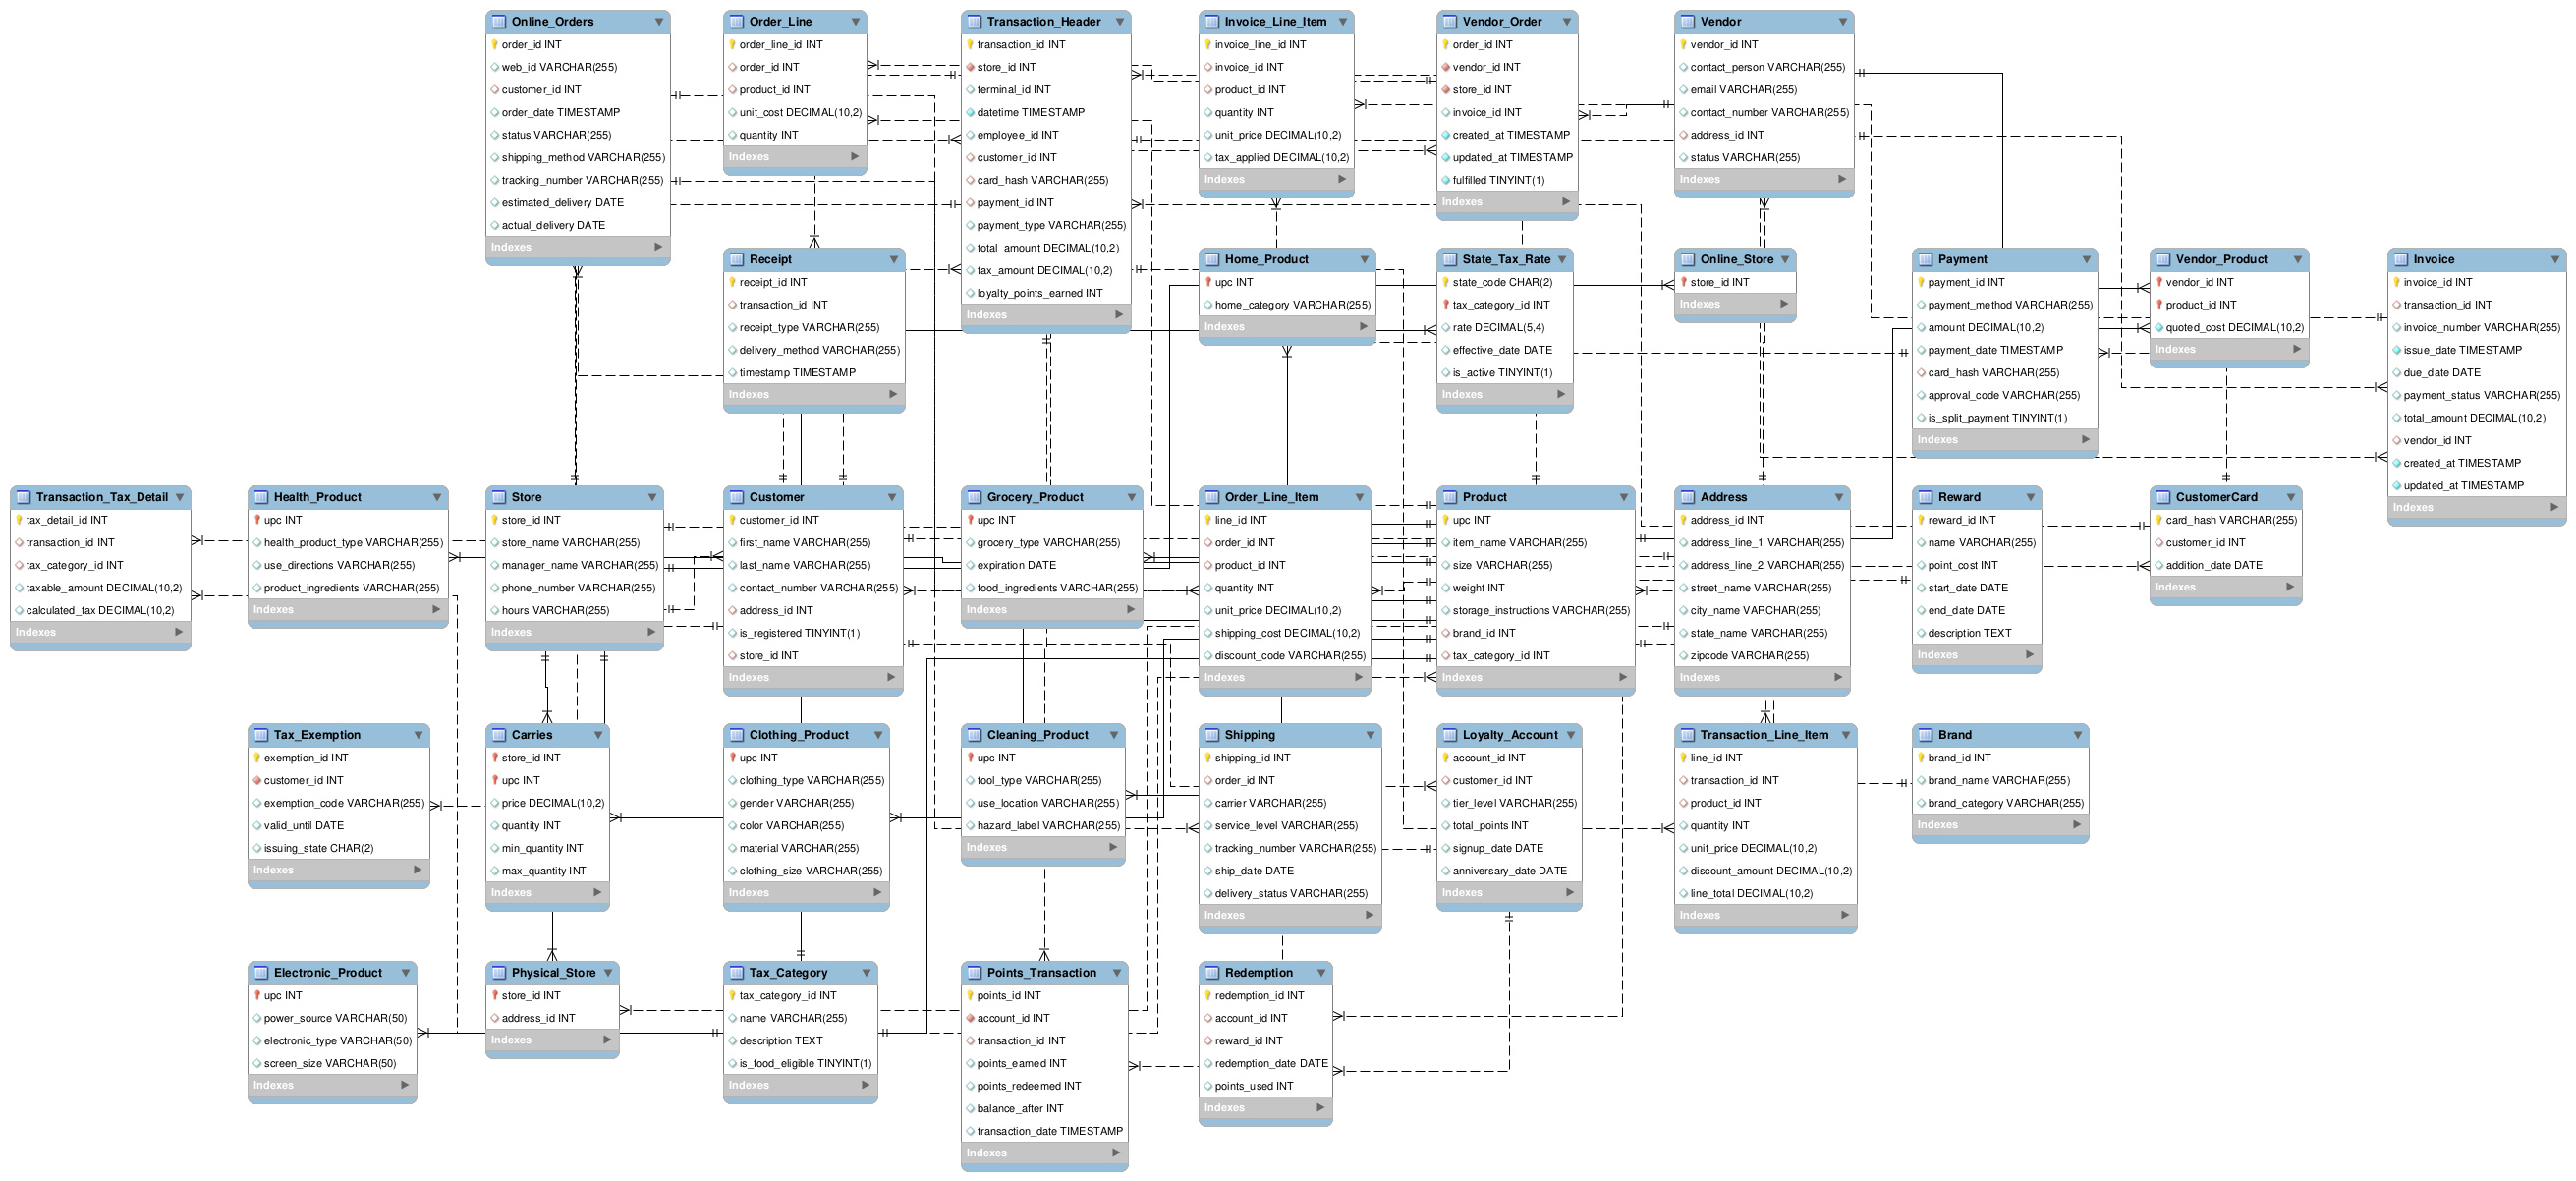 Online_Orders
order_id INT
web_id VARCHAR(255)
customer_id INT
order_date TIMESTAMP
status VARCHAR(255)
shipping_method VARCHAR(255)
tracking_number VARCHAR(255)
estimated_delivery DATE
actual_delivery DATE
Indexes
Order_Line
order_line_id INT
order_id INT
product_id INT
unit_cost DECIMAL(10,2)
quantity INT
Indexes
Transaction_Header
transaction_id INT
store_id INT
terminal_id INT
datetime TIMESTAMP
employee_id INT
customer_id INT
card_hash VARCHAR(255)
payment_id INT
payment_type VARCHAR(255)
total_amount DECIMAL(10,2)
tax_amount DECIMAL(10,2)
loyalty_points_earned INT
Indexes
Invoice_Line_Item
invoice_line_id INT
invoice_id INT
product_id INT
quantity INT
unit_price DECIMAL(10,2)
tax_applied DECIMAL(10,2)
Indexes
Vendor_Order
order_id INT
vendor_id INT
store_id INT
invoice_id INT
created_at TIMESTAMP
updated_at TIMESTAMP
fulfilled TINYINT(1)
Indexes
Vendor
vendor_id INT
contact_person VARCHAR(255)
email VARCHAR(255)
contact_number VARCHAR(255)
address_id INT
status VARCHAR(255)
Indexes
Receipt
receipt_id INT
transaction_id INT
receipt_type VARCHAR(255)
delivery_method VARCHAR(255)
timestamp TIMESTAMP
Indexes
Home_Product
upc INT
home_category VARCHAR(255)
Indexes
State_Tax_Rate
state_code CHAR(2)
tax_category_id INT
rate DECIMAL(5,4)
effective_date DATE
is_active TINYINT(1)
Indexes
Online_Store
store_id INT
Indexes
Payment
payment_id INT
payment_method VARCHAR(255)
amount DECIMAL(10,2)
payment_date TIMESTAMP
card_hash VARCHAR(255)
approval_code VARCHAR(255)
is_split_payment TINYINT(1)
Indexes
Vendor_Product
vendor_id INT
product_id INT
quoted_cost DECIMAL(10,2)
Indexes
Invoice
invoice_id INT
transaction_id INT
invoice_number VARCHAR(255)
issue_date TIMESTAMP
due_date DATE
payment_status VARCHAR(255)
total_amount DECIMAL(10,2)
vendor_id INT
created_at TIMESTAMP
updated_at TIMESTAMP
Indexes
Transaction_Tax_Detail
tax_detail_id INT
transaction_id INT
tax_category_id INT
taxable_amount DECIMAL(10,2)
calculated_tax DECIMAL(10,2)
Indexes
Health_Product
upc INT
health_product_type VARCHAR(255)
use_directions VARCHAR(255)
product_ingredients VARCHAR(255)
Indexes
Store
store_id INT
store_name VARCHAR(255)
manager_name VARCHAR(255)
phone_number VARCHAR(255)
hours VARCHAR(255)
Indexes
Customer
customer_id INT
first_name VARCHAR(255)
last_name VARCHAR(255)
contact_number VARCHAR(255)
address_id INT
is_registered TINYINT(1)
store_id INT
Indexes
Grocery_Product
upc INT
grocery_type VARCHAR(255)
expiration DATE
food_ingredients VARCHAR(255)
Indexes
Order_Line_Item
line_id INT
order_id INT
product_id INT
quantity INT
unit_price DECIMAL(10,2)
shipping_cost DECIMAL(10,2)
discount_code VARCHAR(255)
Indexes
Product
upc INT
item_name VARCHAR(255)
size VARCHAR(255)
weight INT
storage_instructions VARCHAR(255)
brand_id INT
tax_category_id INT
Indexes
Address
address_id INT
address_line_1 VARCHAR(255)
address_line_2 VARCHAR(255)
street_name VARCHAR(255)
city_name VARCHAR(255)
state_name VARCHAR(255)
zipcode VARCHAR(255)
Indexes
Reward
reward_id INT
name VARCHAR(255)
point_cost INT
start_date DATE
end_date DATE
description TEXT
Indexes
CustomerCard
card_hash VARCHAR(255)
customer_id INT
addition_date DATE
Indexes
Tax_Exemption
exemption_id INT
customer_id INT
exemption_code VARCHAR(255)
valid_until DATE
issuing_state CHAR(2)
Indexes
Carries
store_id INT
upc INT
price DECIMAL(10,2)
quantity INT
min_quantity INT
max_quantity INT
Indexes
Clothing_Product
upc INT
clothing_type VARCHAR(255)
gender VARCHAR(255)
color VARCHAR(255)
material VARCHAR(255)
clothing_size VARCHAR(255)
Indexes
Cleaning_Product
upc INT
tool_type VARCHAR(255)
use_location VARCHAR(255)
hazard_label VARCHAR(255)
Indexes
Shipping
shipping_id INT
order_id INT
carrier VARCHAR(255)
service_level VARCHAR(255)
tracking_number VARCHAR(255)
ship_date DATE
delivery_status VARCHAR(255)
Indexes
Loyalty_Account
account_id INT
customer_id INT
tier_level VARCHAR(255)
total_points INT
signup_date DATE
anniversary_date DATE
Indexes
Transaction_Line_Item
line_id INT
transaction_id INT
product_id INT
quantity INT
unit_price DECIMAL(10,2)
discount_amount DECIMAL(10,2)
line_total DECIMAL(10,2)
Indexes
Brand
brand_id INT
brand_name VARCHAR(255)
brand_category VARCHAR(255)
Indexes
Electronic_Product
upc INT
power_source VARCHAR(50)
electronic_type VARCHAR(50)
screen_size VARCHAR(50)
Indexes
Physical_Store
store_id INT
address_id INT
Indexes
Tax_Category
tax_category_id INT
name VARCHAR(255)
description TEXT
is_food_eligible TINYINT(1)
Indexes
Points_Transaction
points_id INT
account_id INT
transaction_id INT
points_earned INT
points_redeemed INT
balance_after INT
transaction_date TIMESTAMP
Indexes
Redemption
redemption_id INT
account_id INT
reward_id INT
redemption_date DATE
points_used INT
Indexes